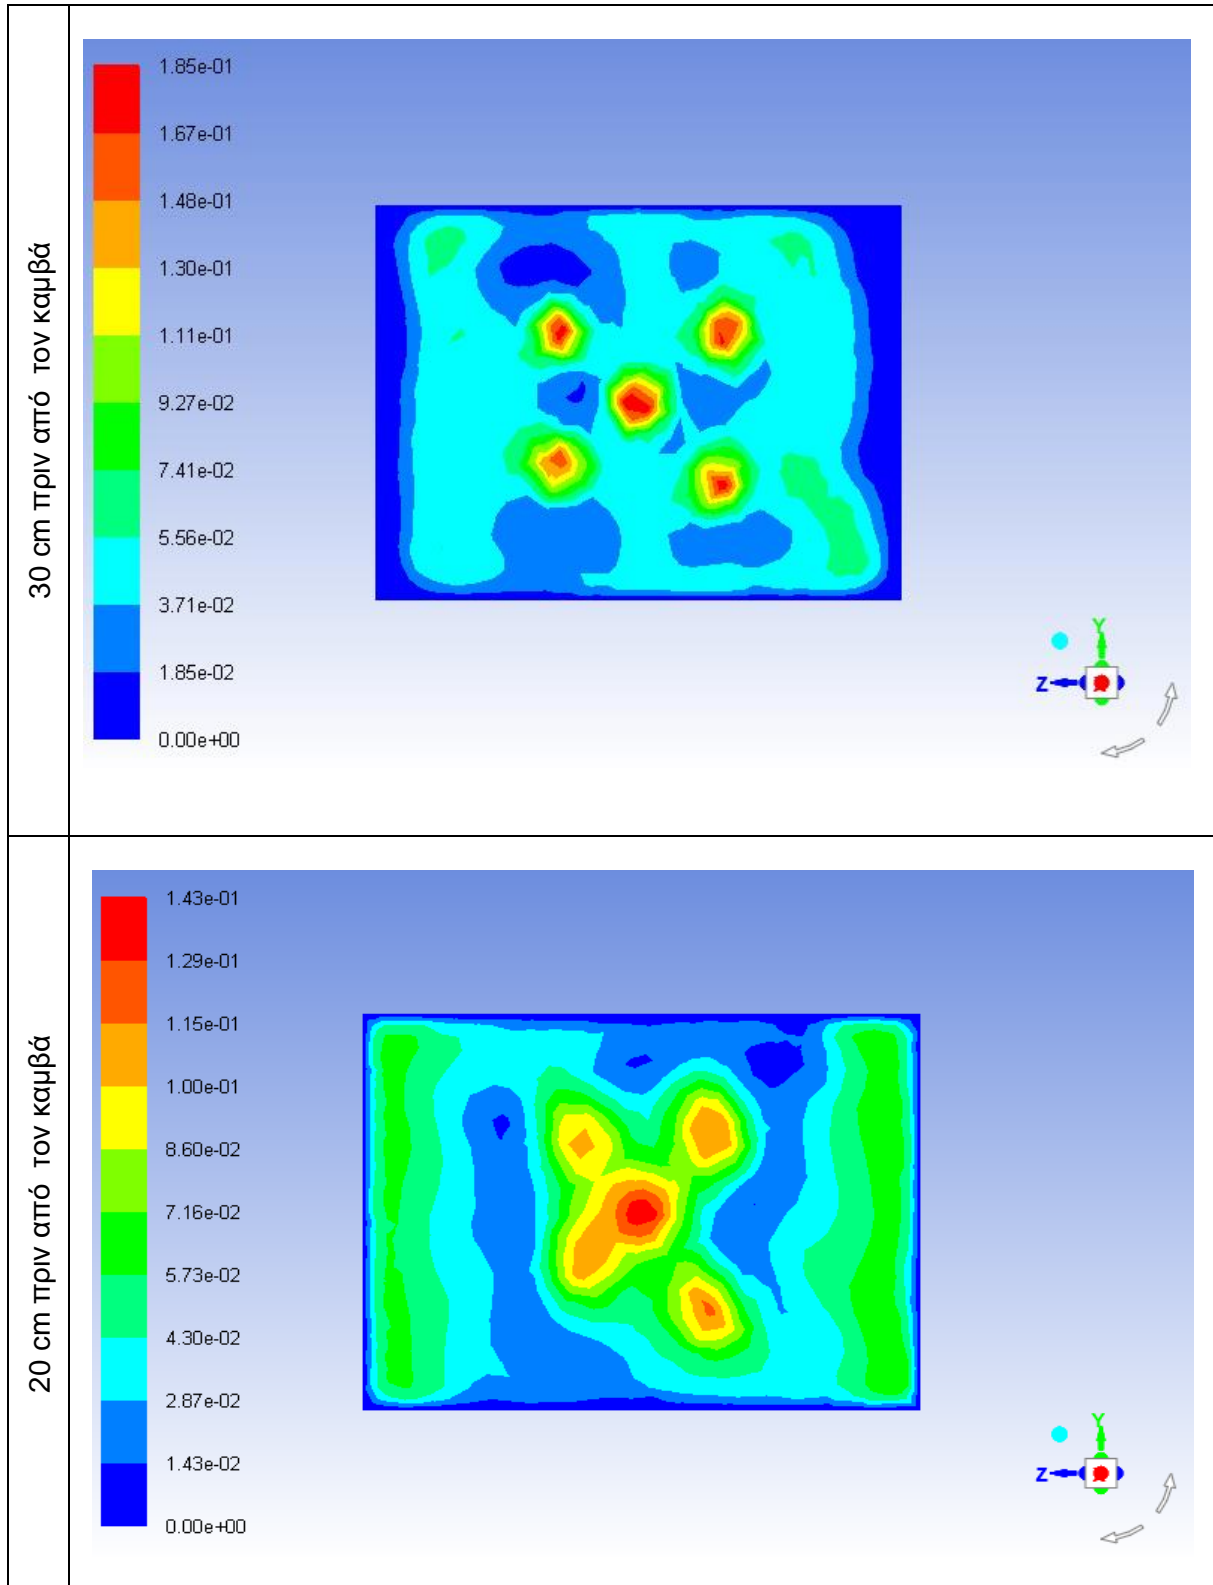 30 cm πριν από τον καμβά
1.85e-01
1.67e-01
1.48e-01
1.30e-01
1.11e-01
9.27e-02
7.41e-02
5.56e-02
3.71e-02
1.85e-02
0.00e+00
Y
Z
20 cm πριν από τον καμβά
1.43e-01
1.29e-01
1.15e-01
1.00e-01
8.60e-02
7.16e-02
5.73e-02
4.30e-02
2.87e-02
1.43e-02
0.00e+00
Y
Z